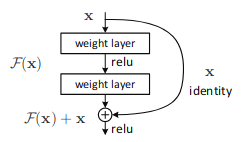 x
weight layer
relu
F(x)
weight layer
x
identity
F(x) + x
+
relu